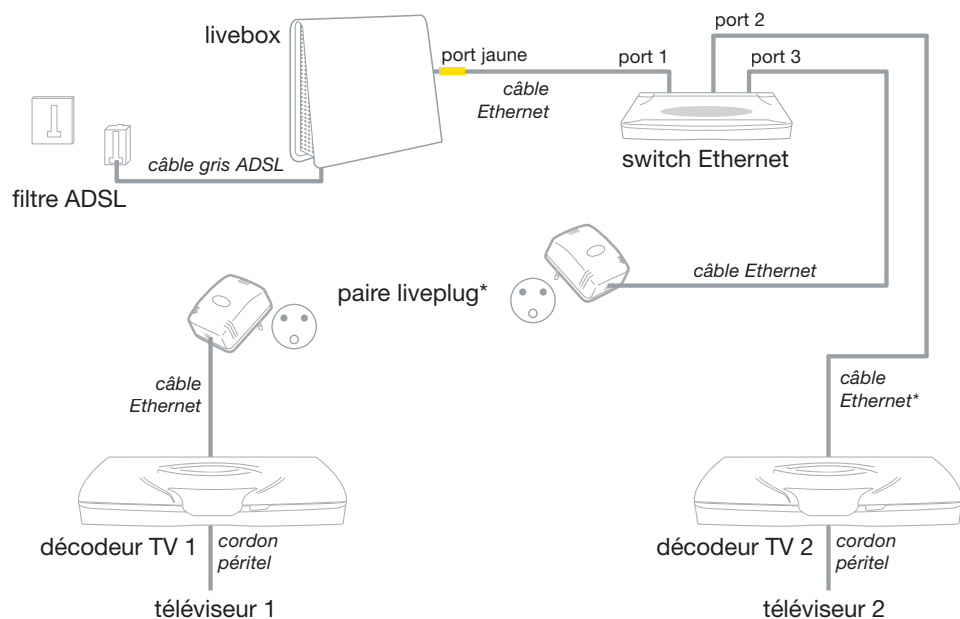 port 2
livebox
port jaune
port 1
port 3
câble
Ethernet
switch Ethernet
câble gris ADSL
filtre ADSL
câble Ethernet
paire liveplug*
câble
Ethernet
câble
Ethernet*
décodeur TV 1
cordon
péritel
décodeur TV 2
cordon
péritel
téléviseur 1
téléviseur 2